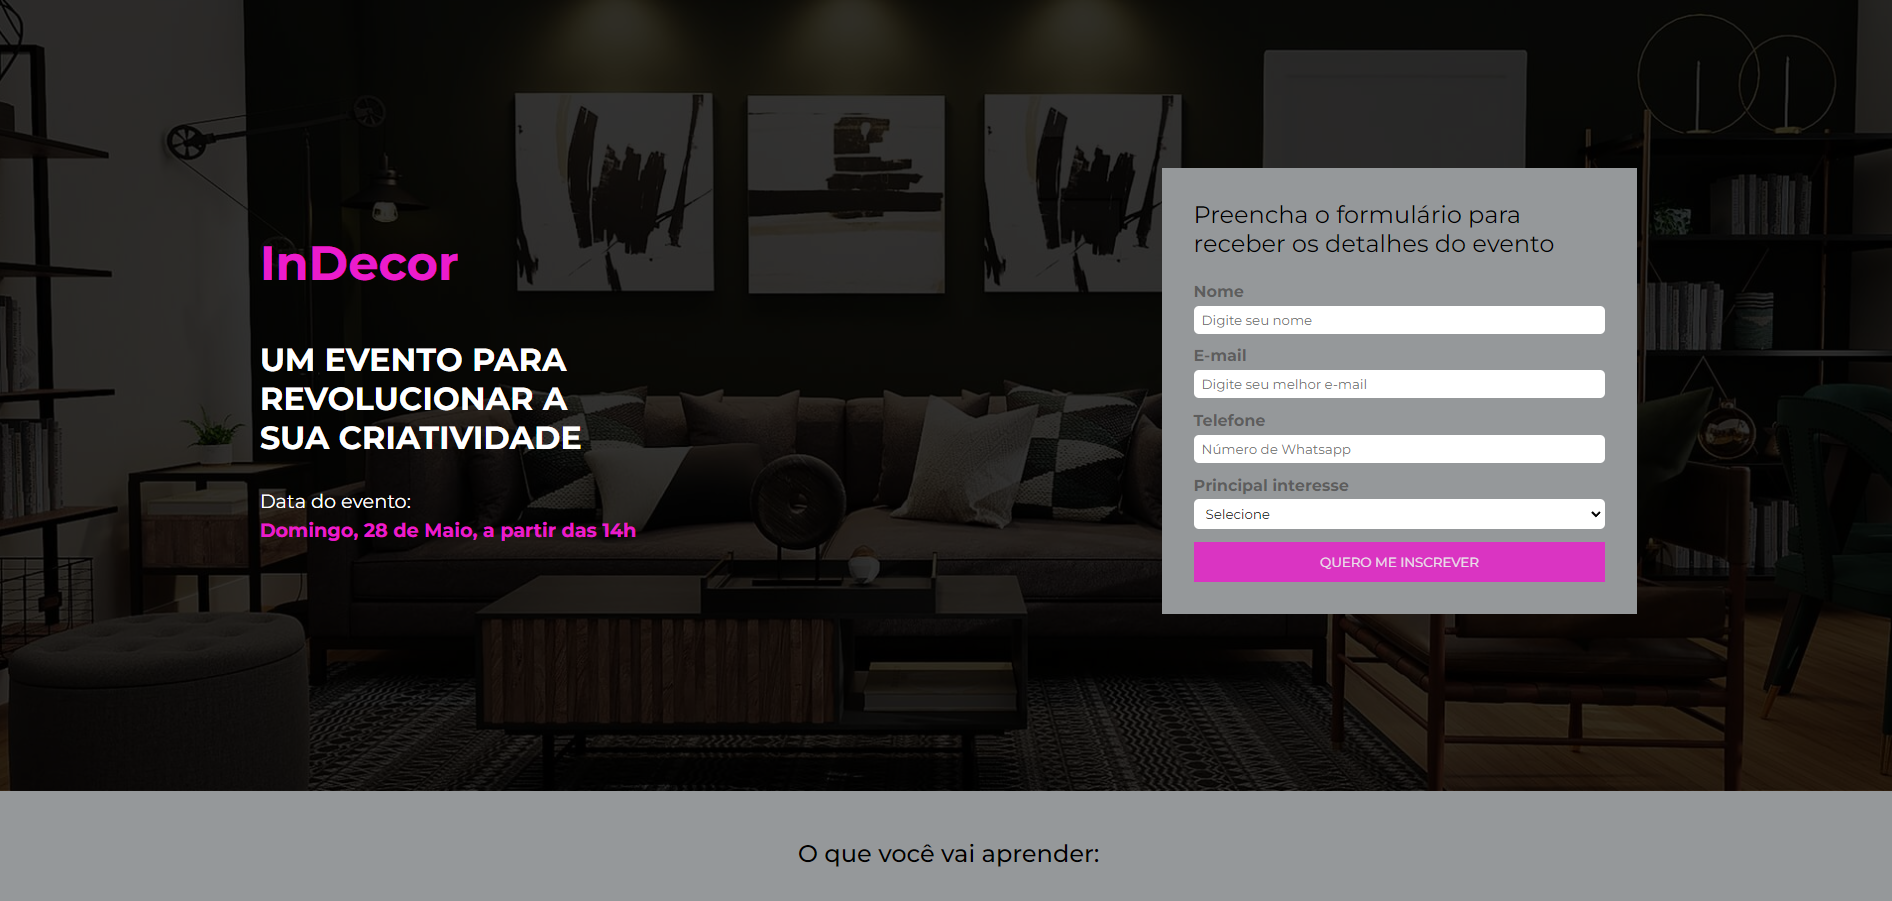 InDecor
UM EVENTO PARA
REVOLUCIONAR A
SUA CRIATIVIDADE
Data do evento:
Domingo, 28 de Maio, a partir das 14h
Preencha o formulário para
receber os detalhes do evento
Nome
Digite seu nome
E-mail
Digite seu melhor e-mail
Telefone
Número de Whatsapp
Principal interesse
Selecione
QUERO ME INSCREVER
O que você vai aprender: